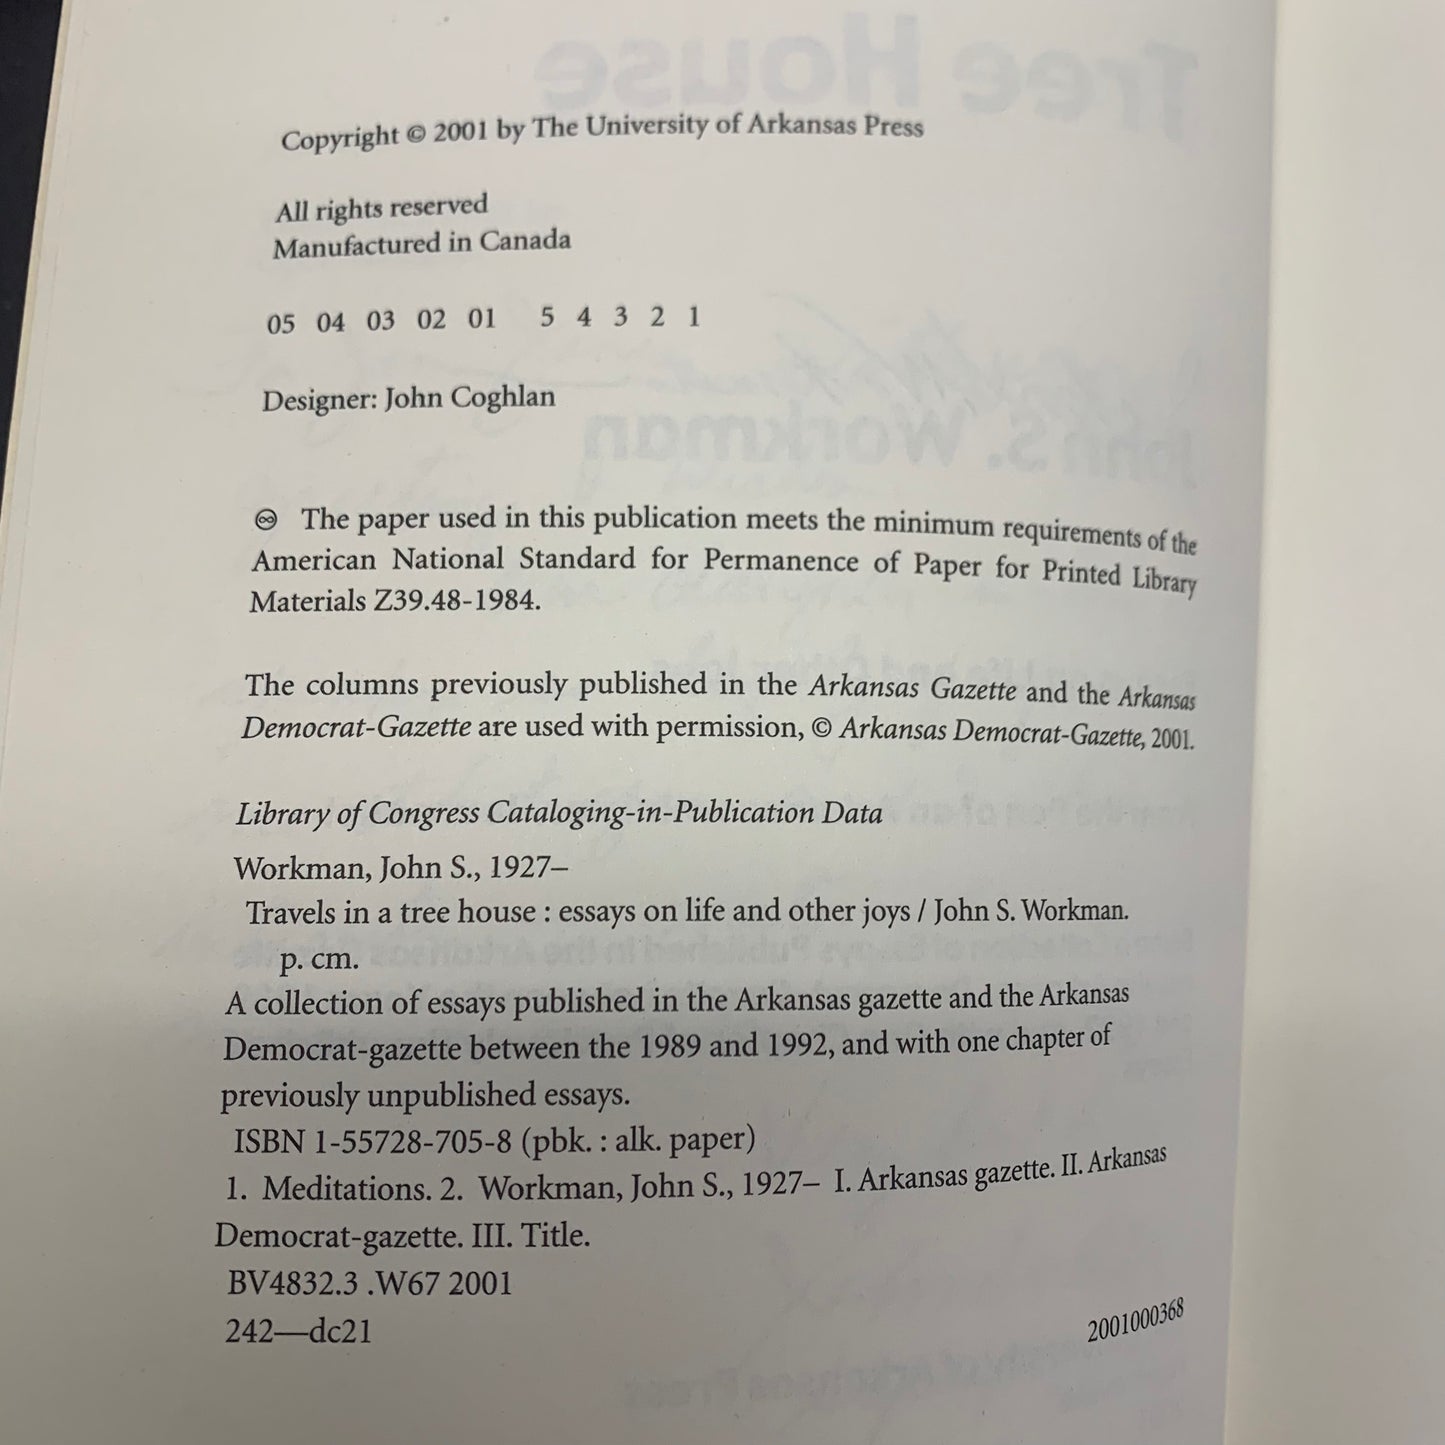 Tree House
Copyright © 2001 by The University of Arkansas Press
All rights reserved
Manufactured in Canada
05 04 03 02 01 5 4 3 2 1
Designer: John Coghlan
John S. Workman
♾ The paper used in this publication meets the minimum requirements of the
American National Standard for Permanence of Paper for Printed Library
Materials Z39.48-1984.
The columns previously published in the Arkansas Gazette and the Arkansas
Democrat-Gazette are used with permission, © Arkansas Democrat-Gazette, 2001.
Library of Congress Cataloging-in-Publication Data
Workman, John S., 1927–
Travels in a tree house : essays on life and other joys / John S. Workman.
p. cm.
A collection of essays published in the Arkansas gazette and the Arkansas
Democrat-gazette between the 1989 and 1992, and with one chapter of
previously unpublished essays.
ISBN 1-55728-705-8 (pbk. : alk. paper)
1. Meditations. 2. Workman, John S., 1927– I. Arkansas gazette. II. Arkansas
Democrat-gazette. III. Title.
BV4832.3 .W67 2001
242—dc21
2001000368